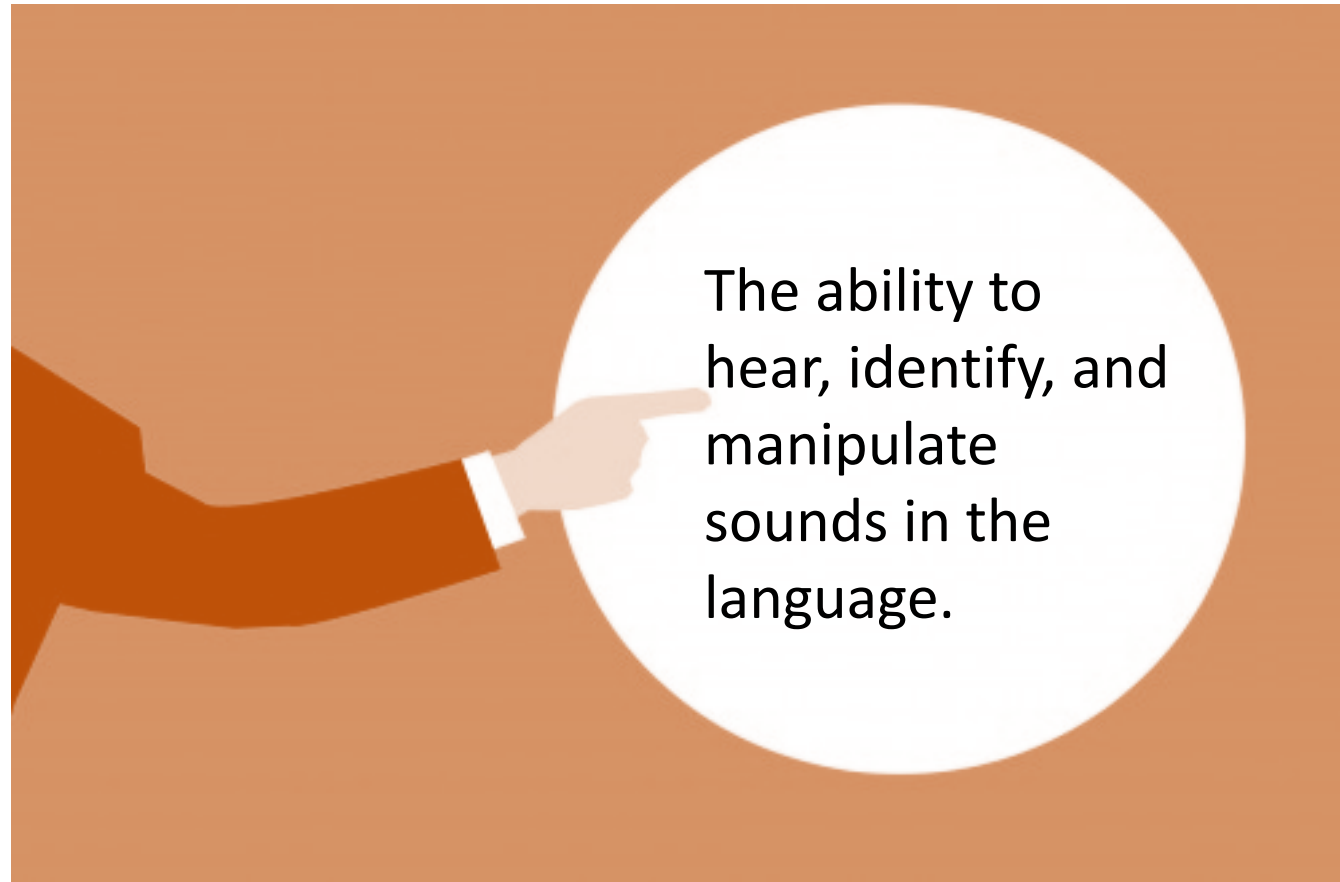 The ability to
hear, identify, and
manipulate
sounds in the
language.